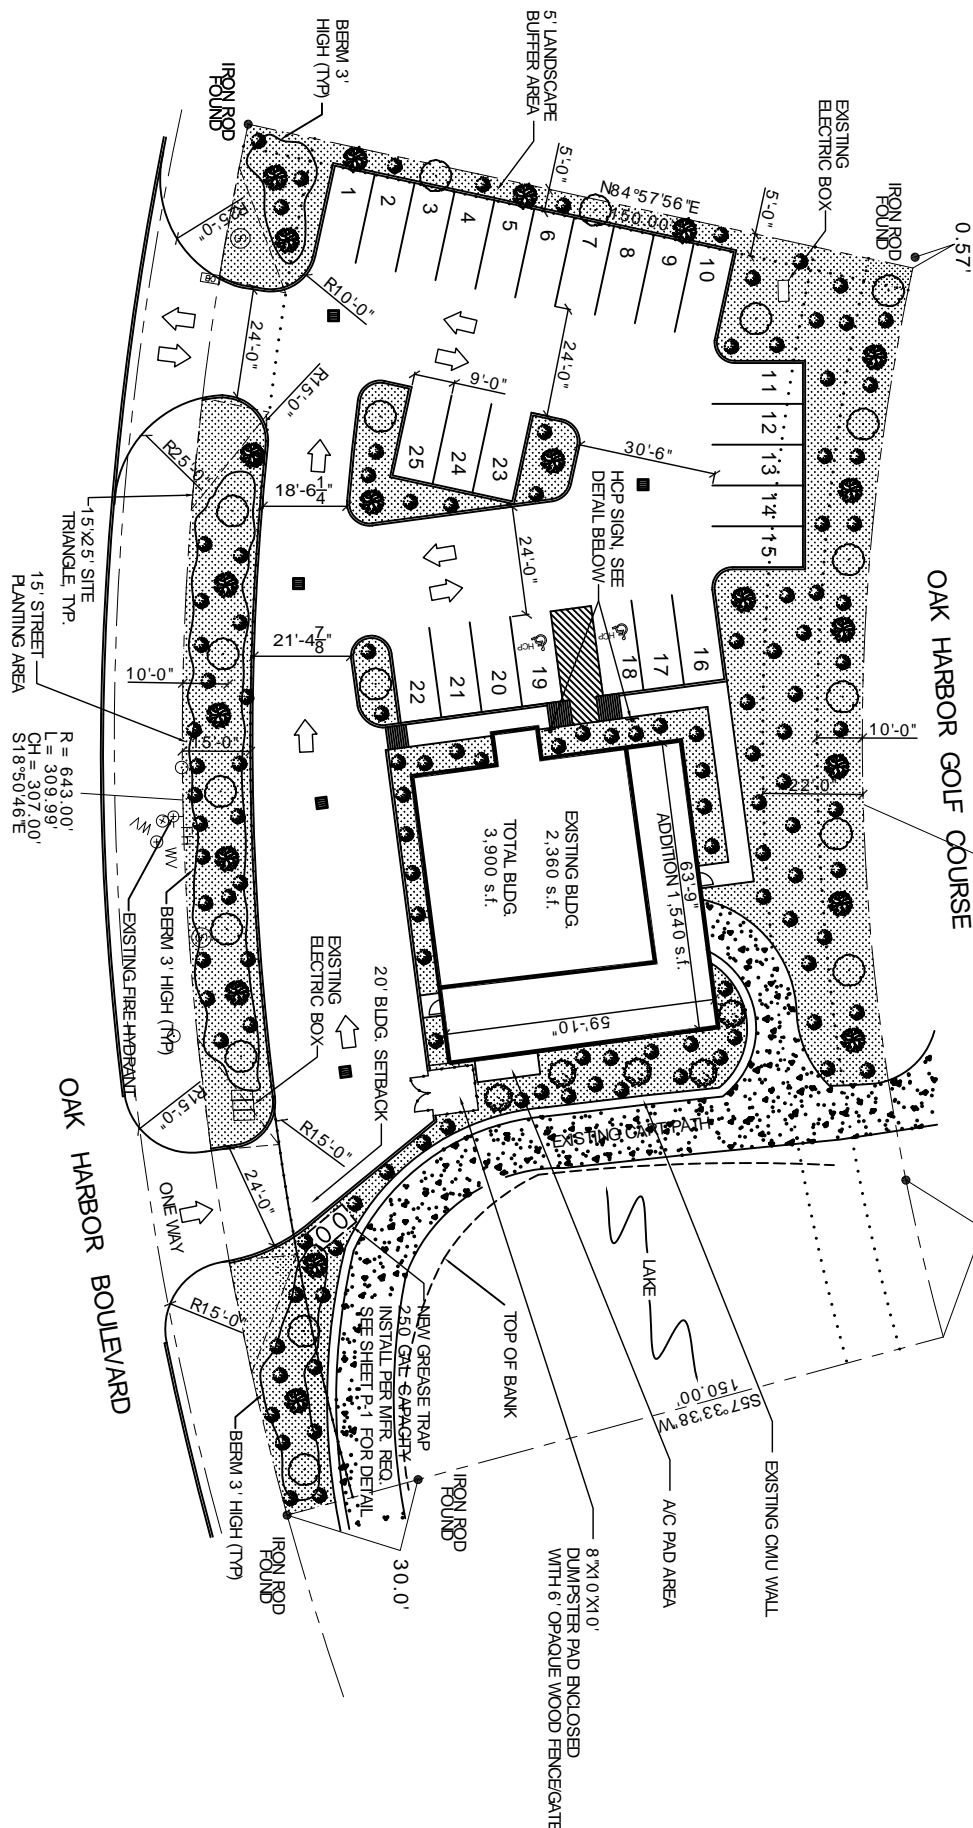 BERM 3'
HIGH (TYP)
IRON ROD
FOUND
5' LANDSCAPE
BUFFER AREA
EXISTING
ELECTRIC BOX
IRON ROD
FOUND
0.57'
5'-0"
N84°57'56"E
150.00'
5'-0"
1
2
3
4
5
6
7
8
9
10
11
12
13
14
15
R25'-0"
R10'-0"
24'-0"
R15'-0"
24'-0"
9'-0"
25
24
23
30'-6"
HCP SIGN, SEE
DETAIL BELOW
R25'-0"
18'-6 1/4"
24'-0"
15'x25' SITE
TRIANGLE, TYP.
15' STREET
PLANTING AREA
21'-4 7/8"
10'-0"
15'-0"
22
21
20
19
HCP
18
HCP
17
16
OAK HARBOR GOLF COURSE
10'-0"
22'-0"
R = 643.00'
L = 309.99'
CH = 307.00'
S18°50'46"E
WV
WV
FH
BERM 3' HIGH (TYP)
EXISTING FIRE HYDRANT
EXISTING BLDG.
2,360 s.f.
TOTAL BLDG.
3,900 s.f.
63'-9"
ADDITION 1,540 s.f.
59'-10"
EXISTING
ELECTRIC BOX
20' BLDG. SETBACK
R15'-0"
R15'-0"
24'-0"
ONE WAY
R15'-0"
OAK HARBOR BOULEVARD
EXISTING CART PATH
LAKE
TOP OF BANK
NEW GREASE TRAP
250 GAL. CAPACITY
INSTALL PER MFR. REQ.
SEE SHEET P-1 FOR DETAIL
BERM 3' HIGH (TYP)
S57°33'38"W
150.00'
EXISTING CMU WALL
A/C PAD AREA
8"X10'X10'
DUMPSTER PAD ENCLOSED
WITH 6' OPAQUE WOOD FENCE/GATE
IRON ROD
FOUND
30.0'
IRON ROD
FOUND